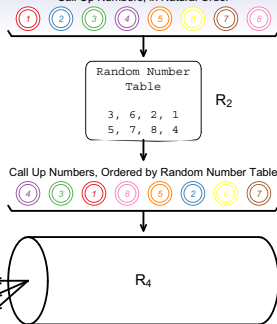 Call Up Numbers, in Natural Order
1 2 3 4 5 6 7 8
Random Number
Table
3, 6, 2, 1
5, 7, 8, 4
R2
Call Up Numbers, Ordered by Random Number Table
4 3 1 8 5 2 6 7
R4